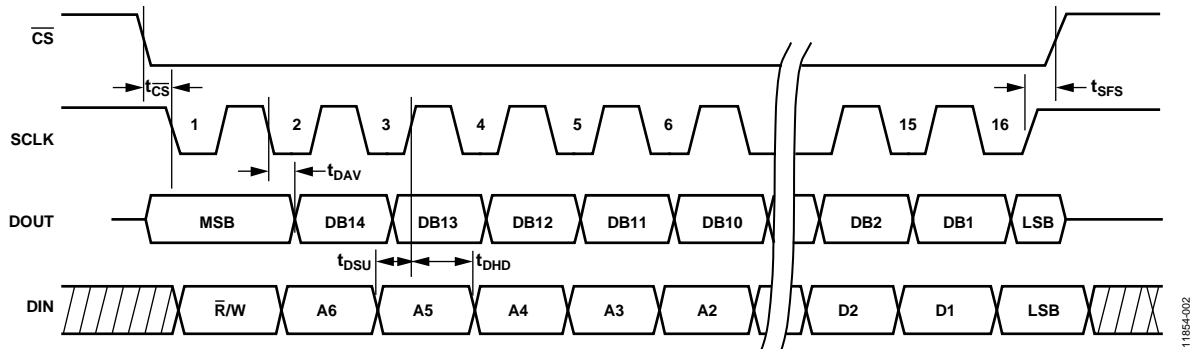 CS
tCS
tSFS
SCLK
1 2 3 4 5 6 15 16
tDAV
DOUT
MSB DB14 DB13 DB12 DB11 DB10 DB2 DB1 LSB
tDSU tDHD
DIN
R/W A6 A5 A4 A3 A2 D2 D1 LSB
11854-002